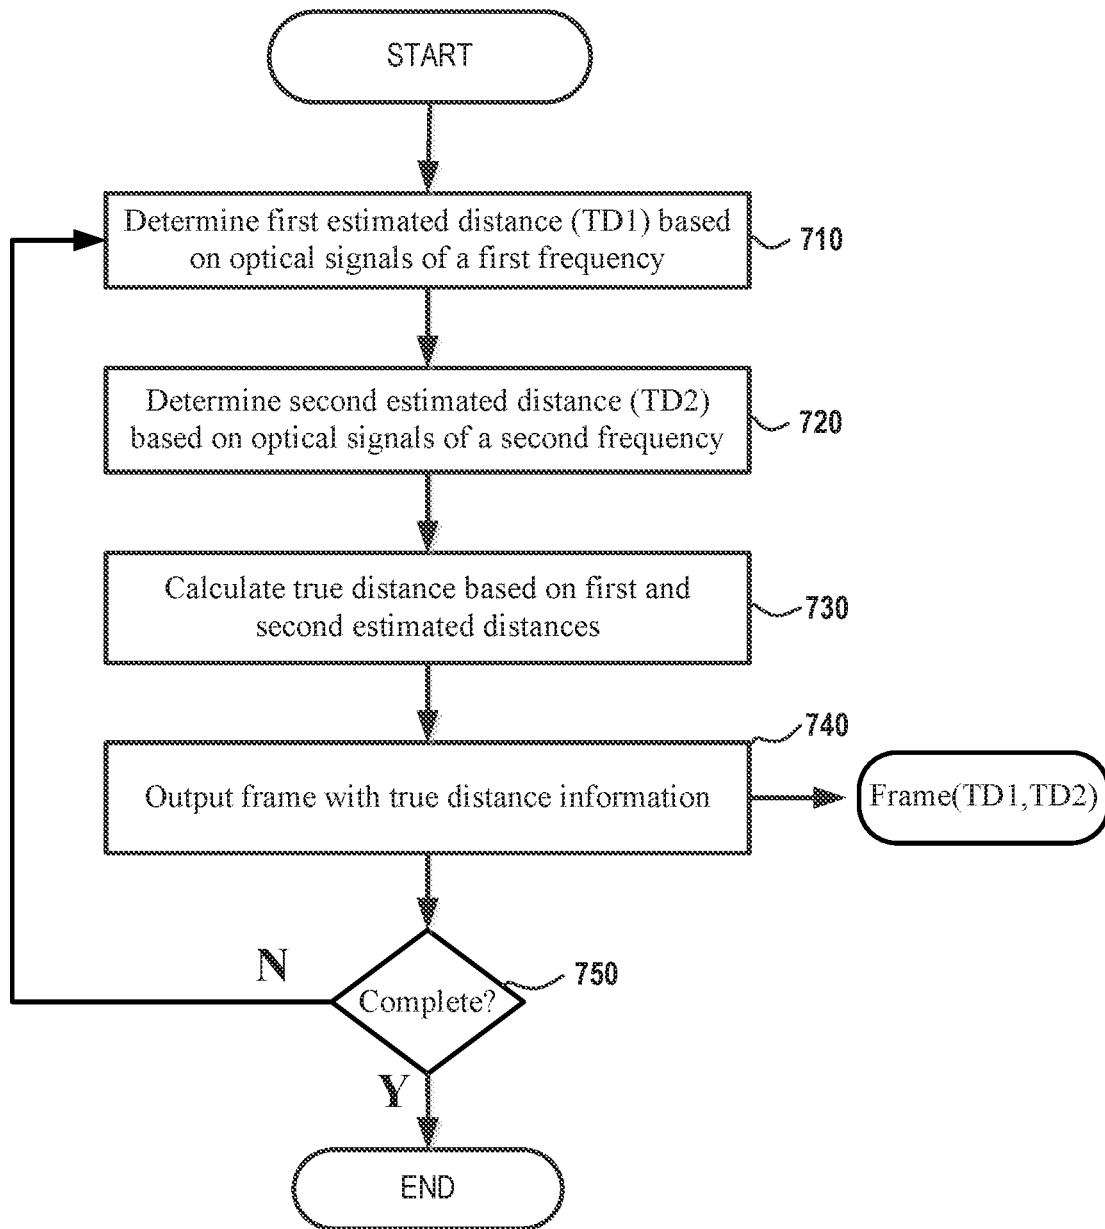 START
Determine first estimated distance (TD1) based
on optical signals of a first frequency
710
Determine second estimated distance (TD2)
based on optical signals of a second frequency
720
Calculate true distance based on first and
second estimated distances
730
740
Output frame with true distance information
Frame(TD1,TD2)
N
750
Complete?
Y
END